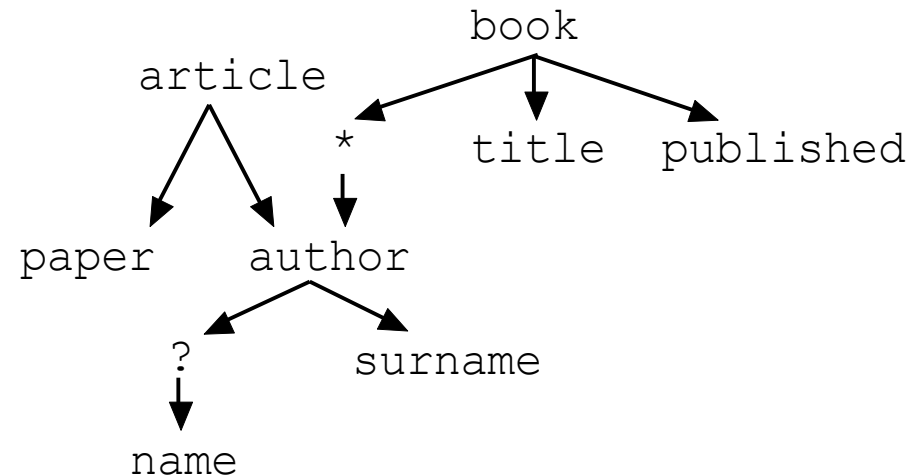 book
article
*
title published
paper author
?
surname
name